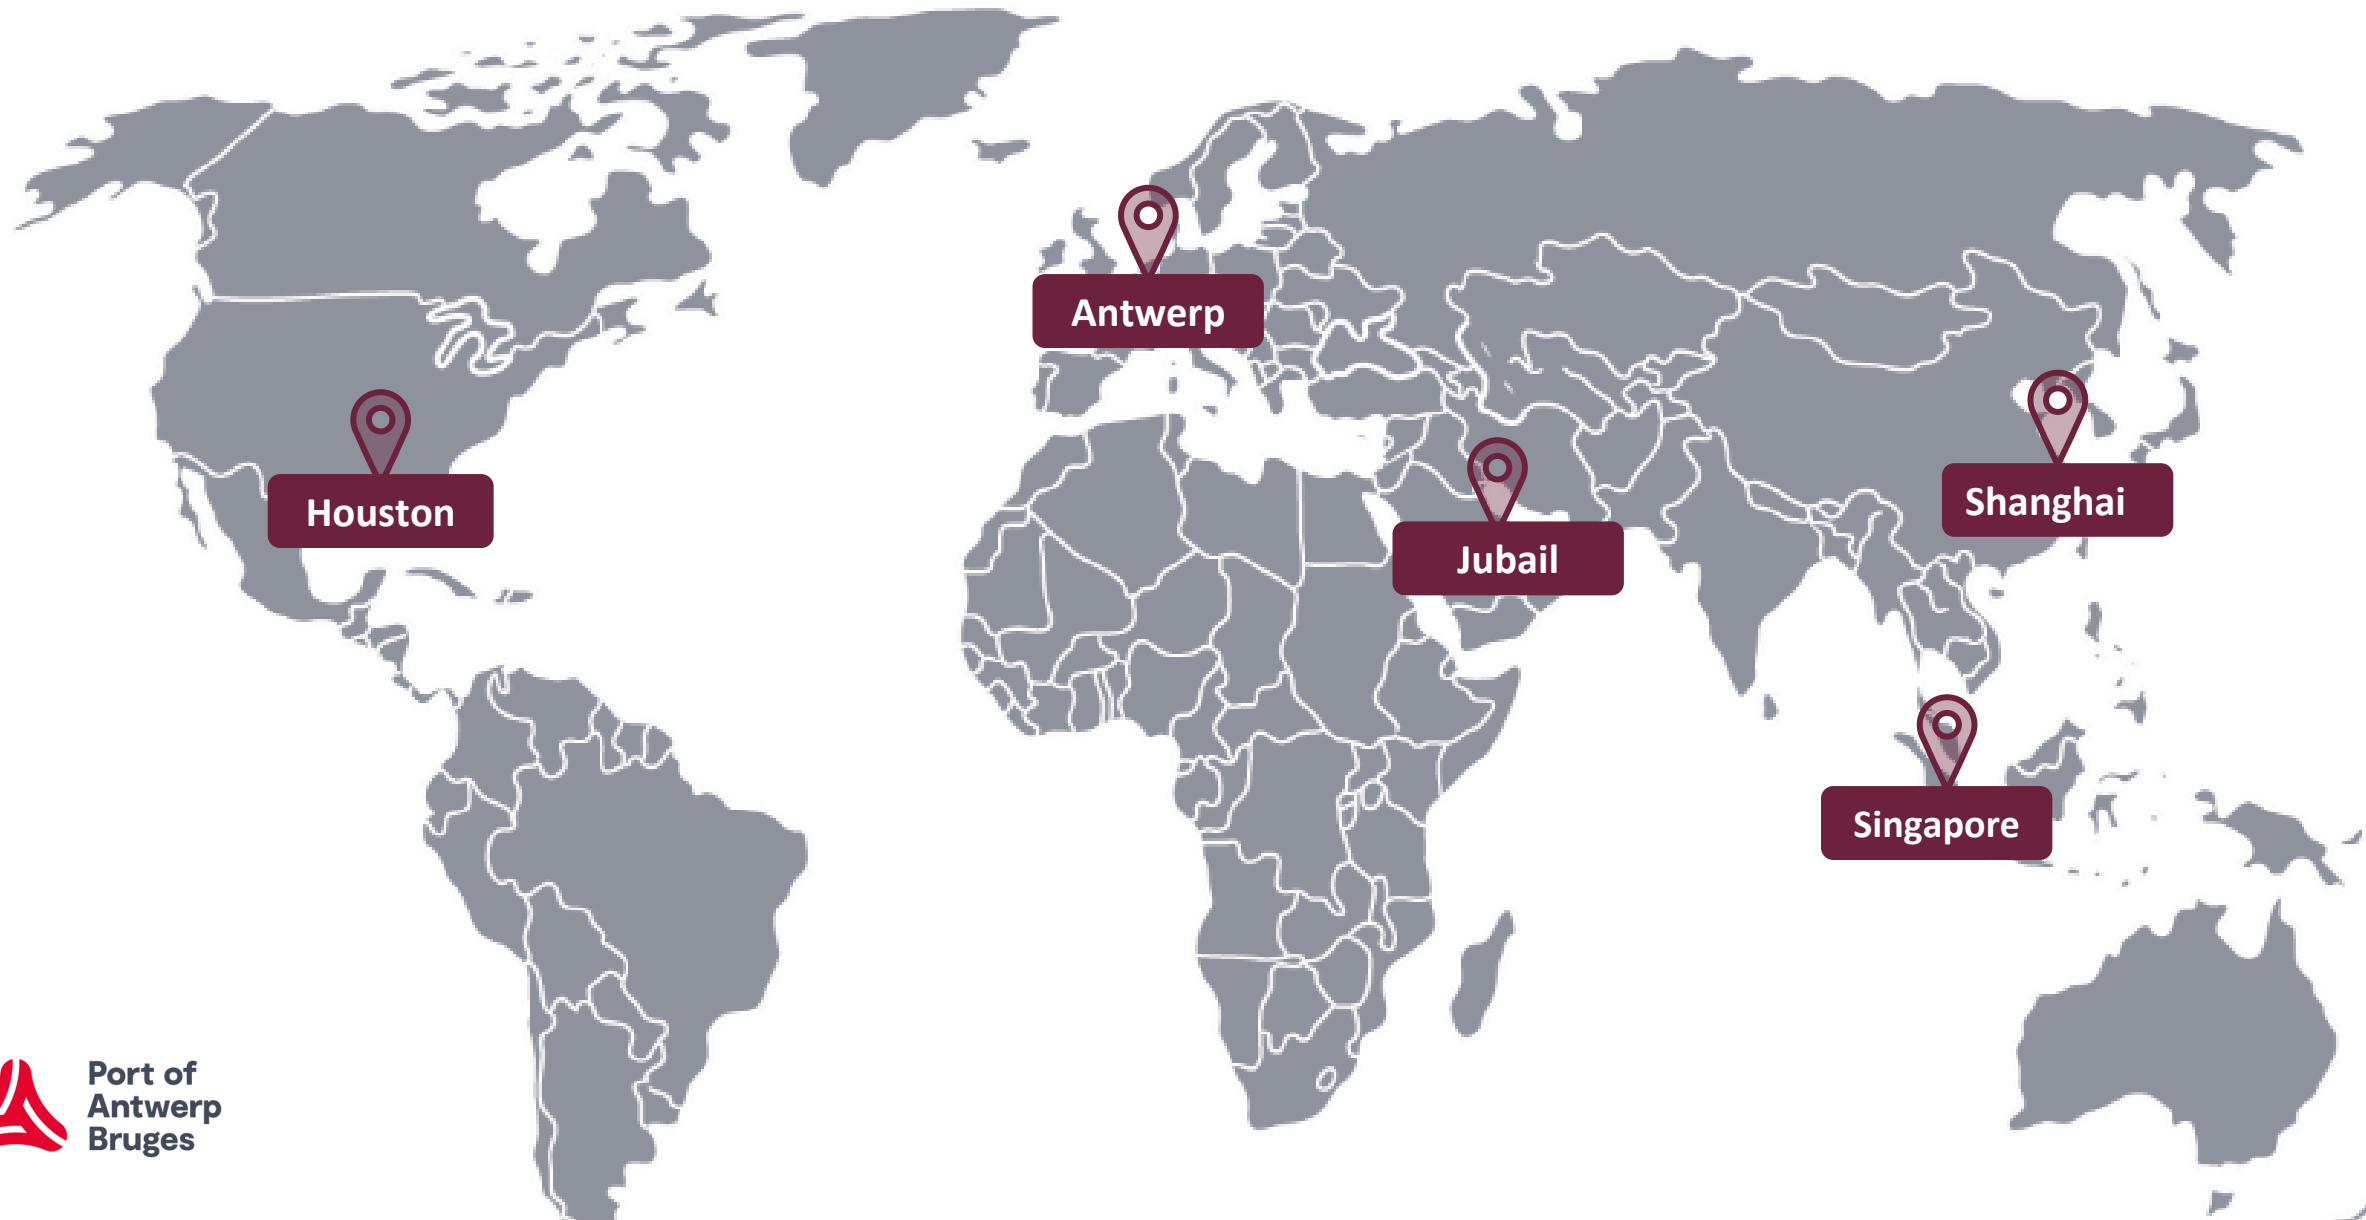 Antwerp
Houston
Shanghai
Jubail
Singapore
Port of
Antwerp
Bruges